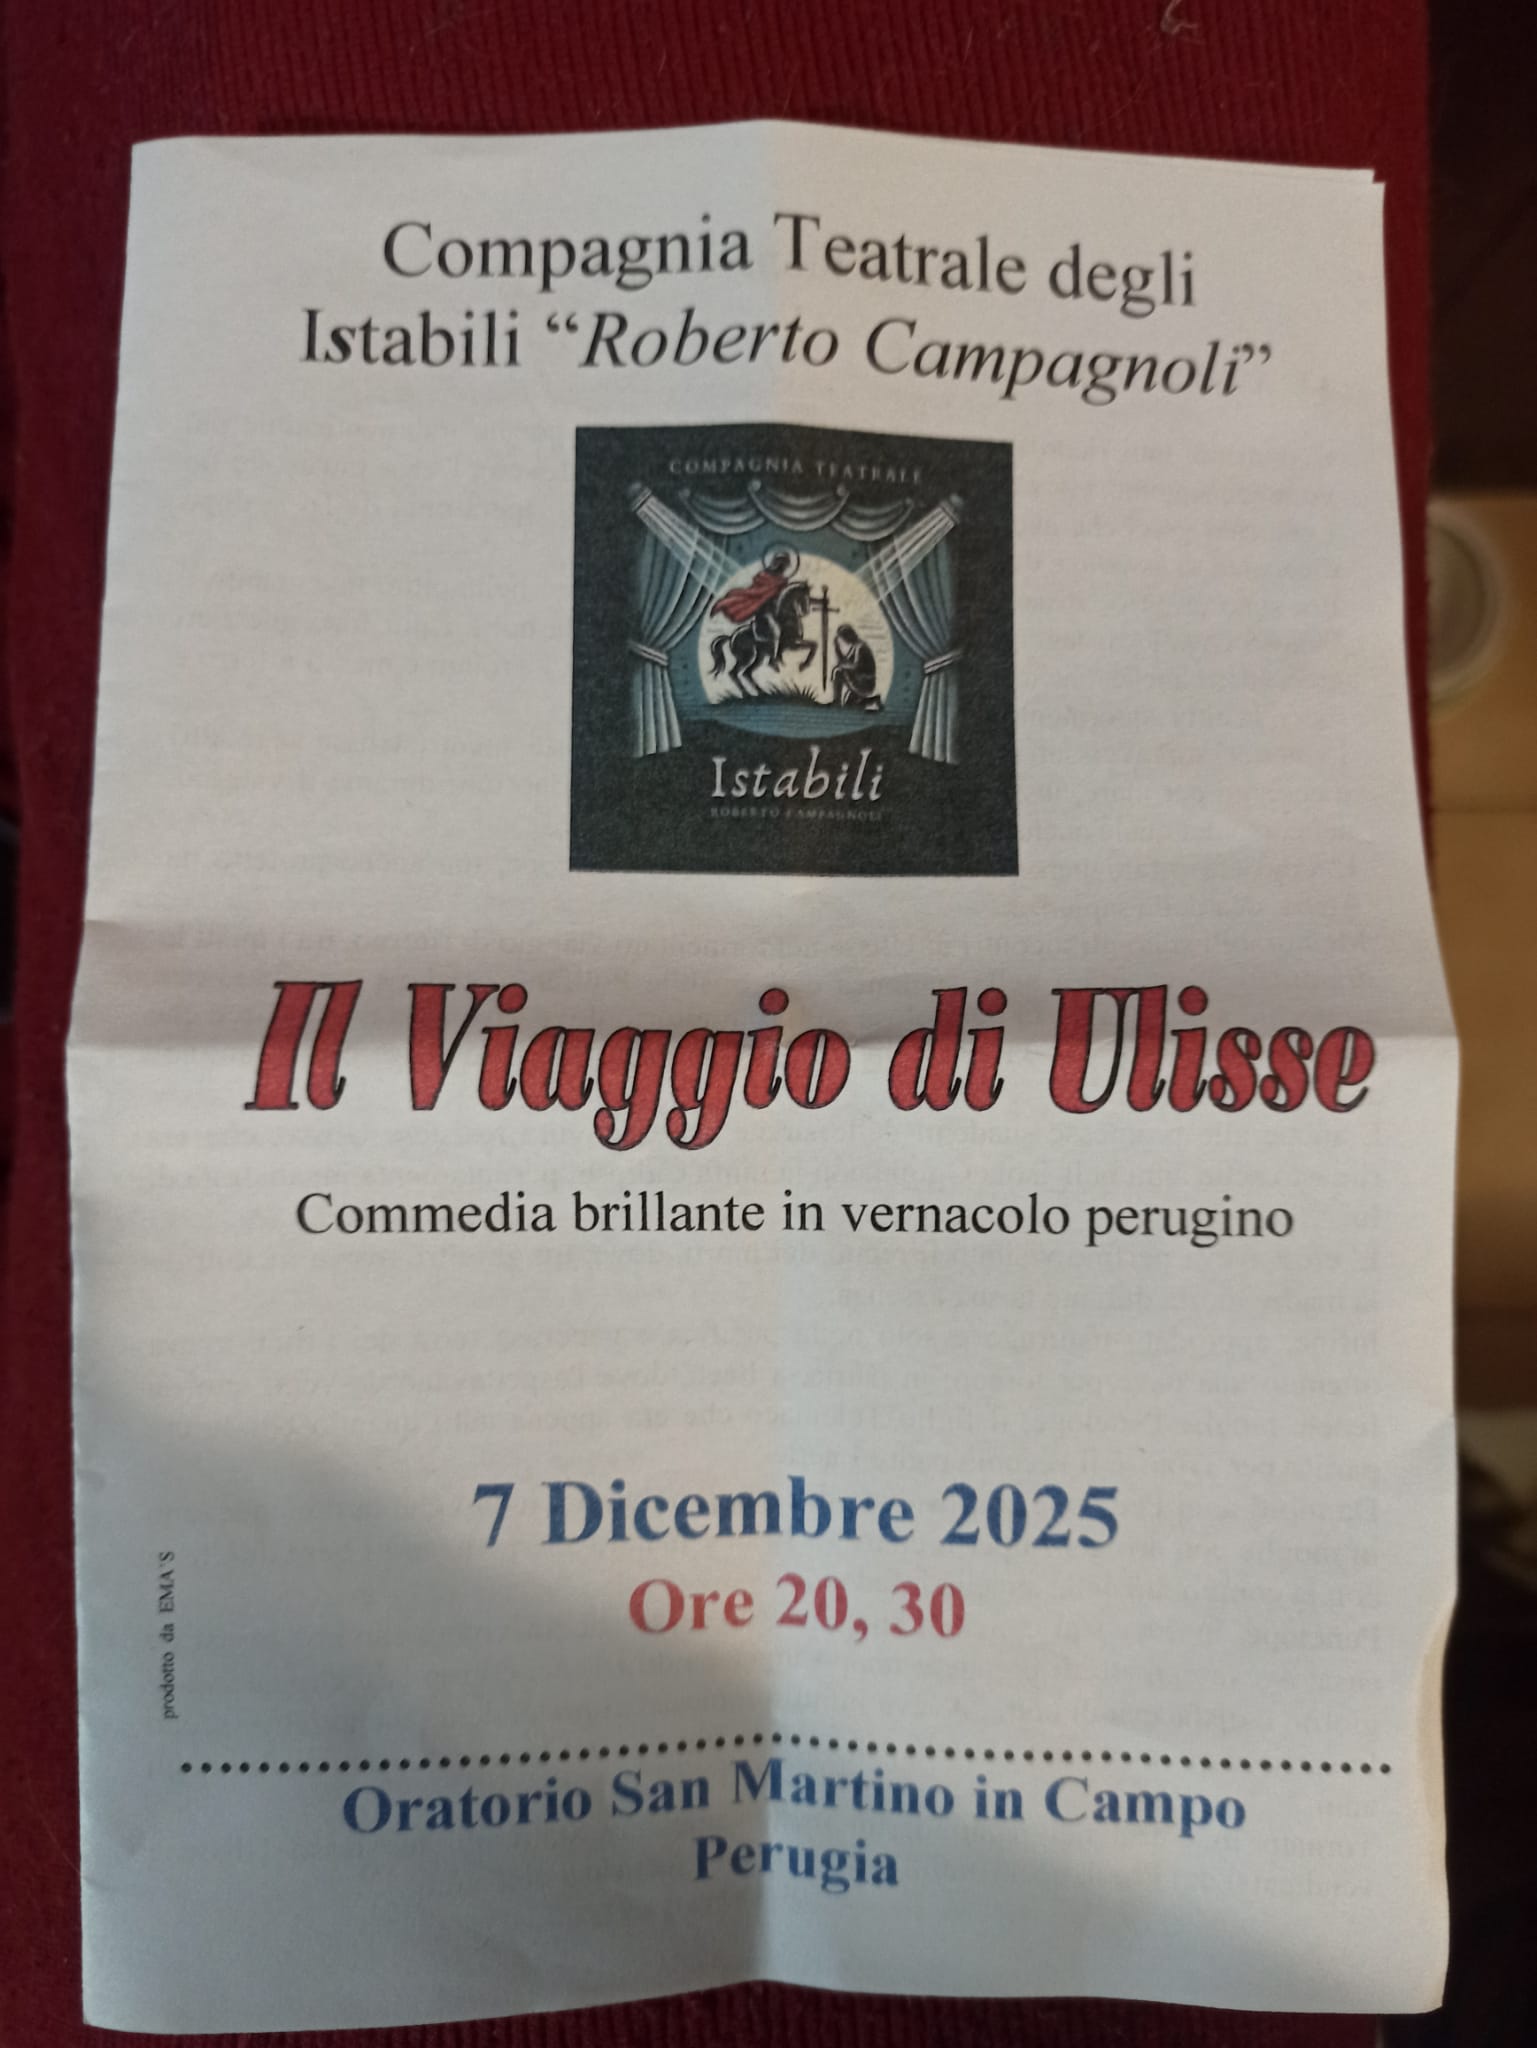 Compagnia Teatrale degli
Istabili “Roberto Campagnoli”
COMPAGNIA TEATRALE
Istabili
ROBERTO CAMPAGNOLI
Il Viaggio di Ulisse
Commedia brillante in vernacolo perugino
7 Dicembre 2025
Ore 20, 30
prodotto da EMA'S
Oratorio San Martino in Campo
Perugia